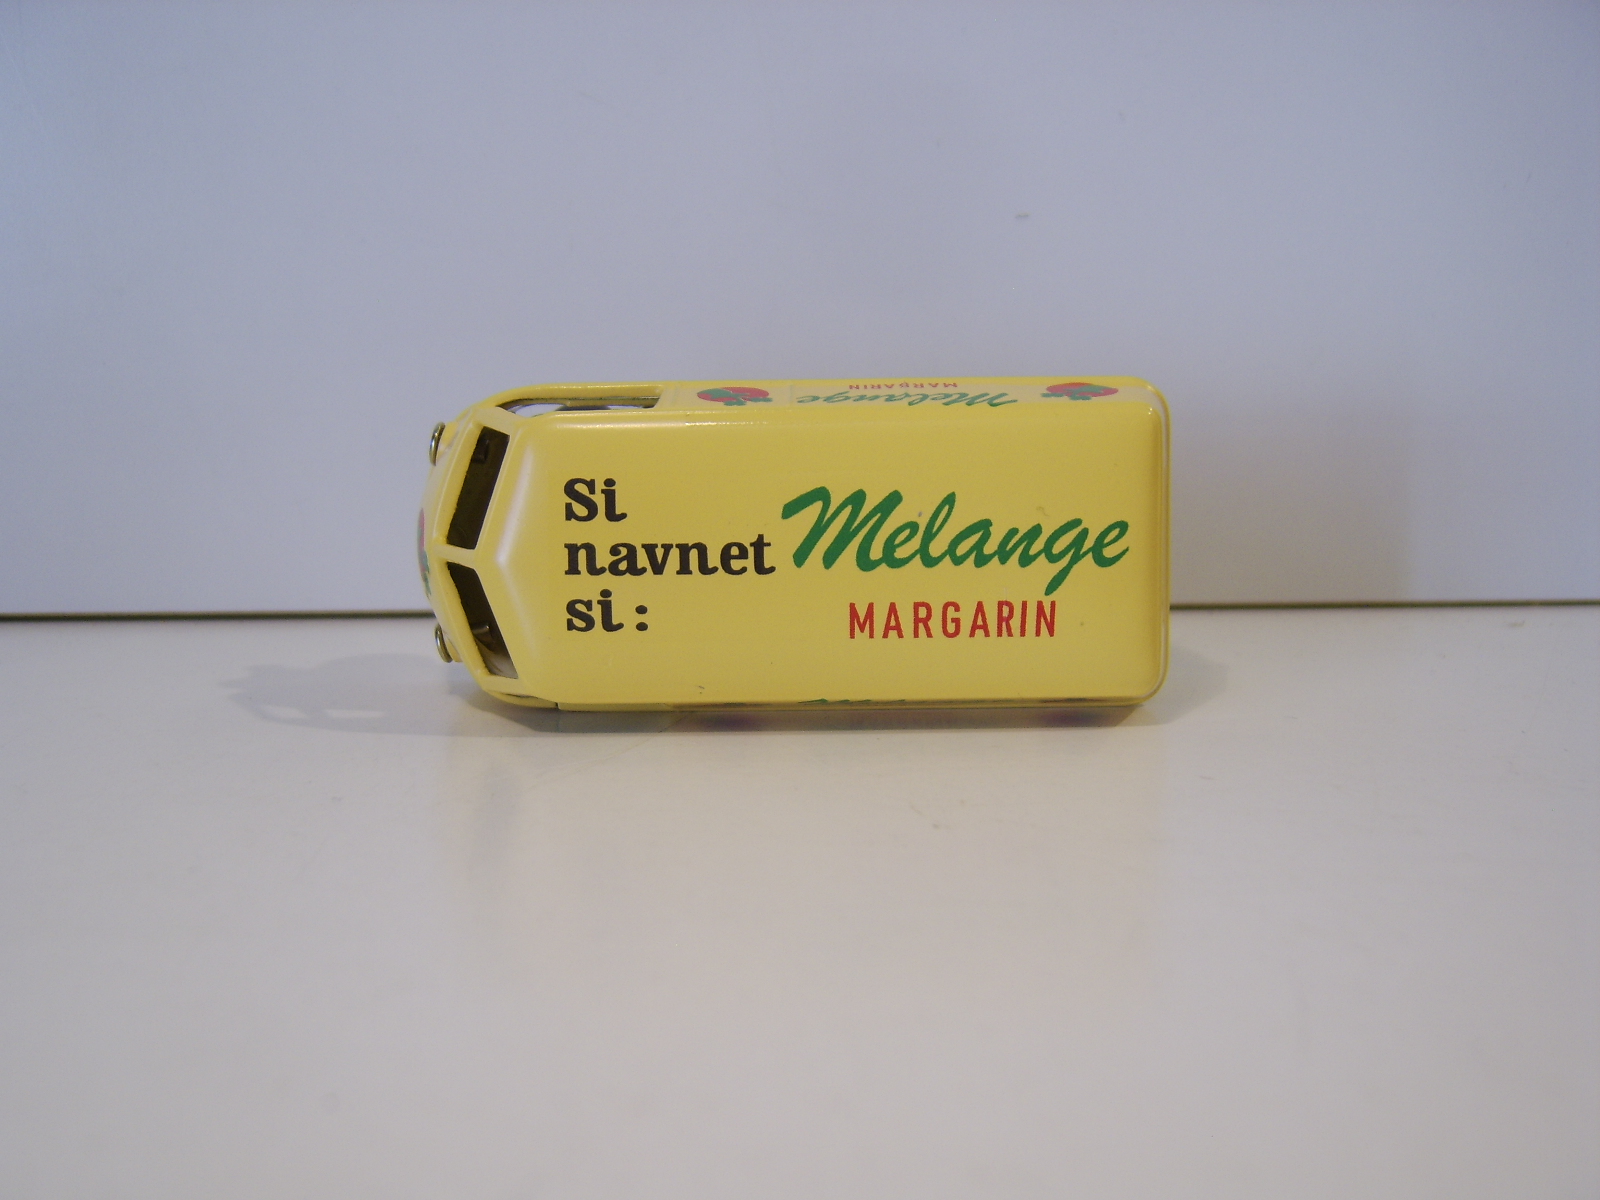 Si
navnet
si:
Melange
MARGARIN
Melange
MARGARIN